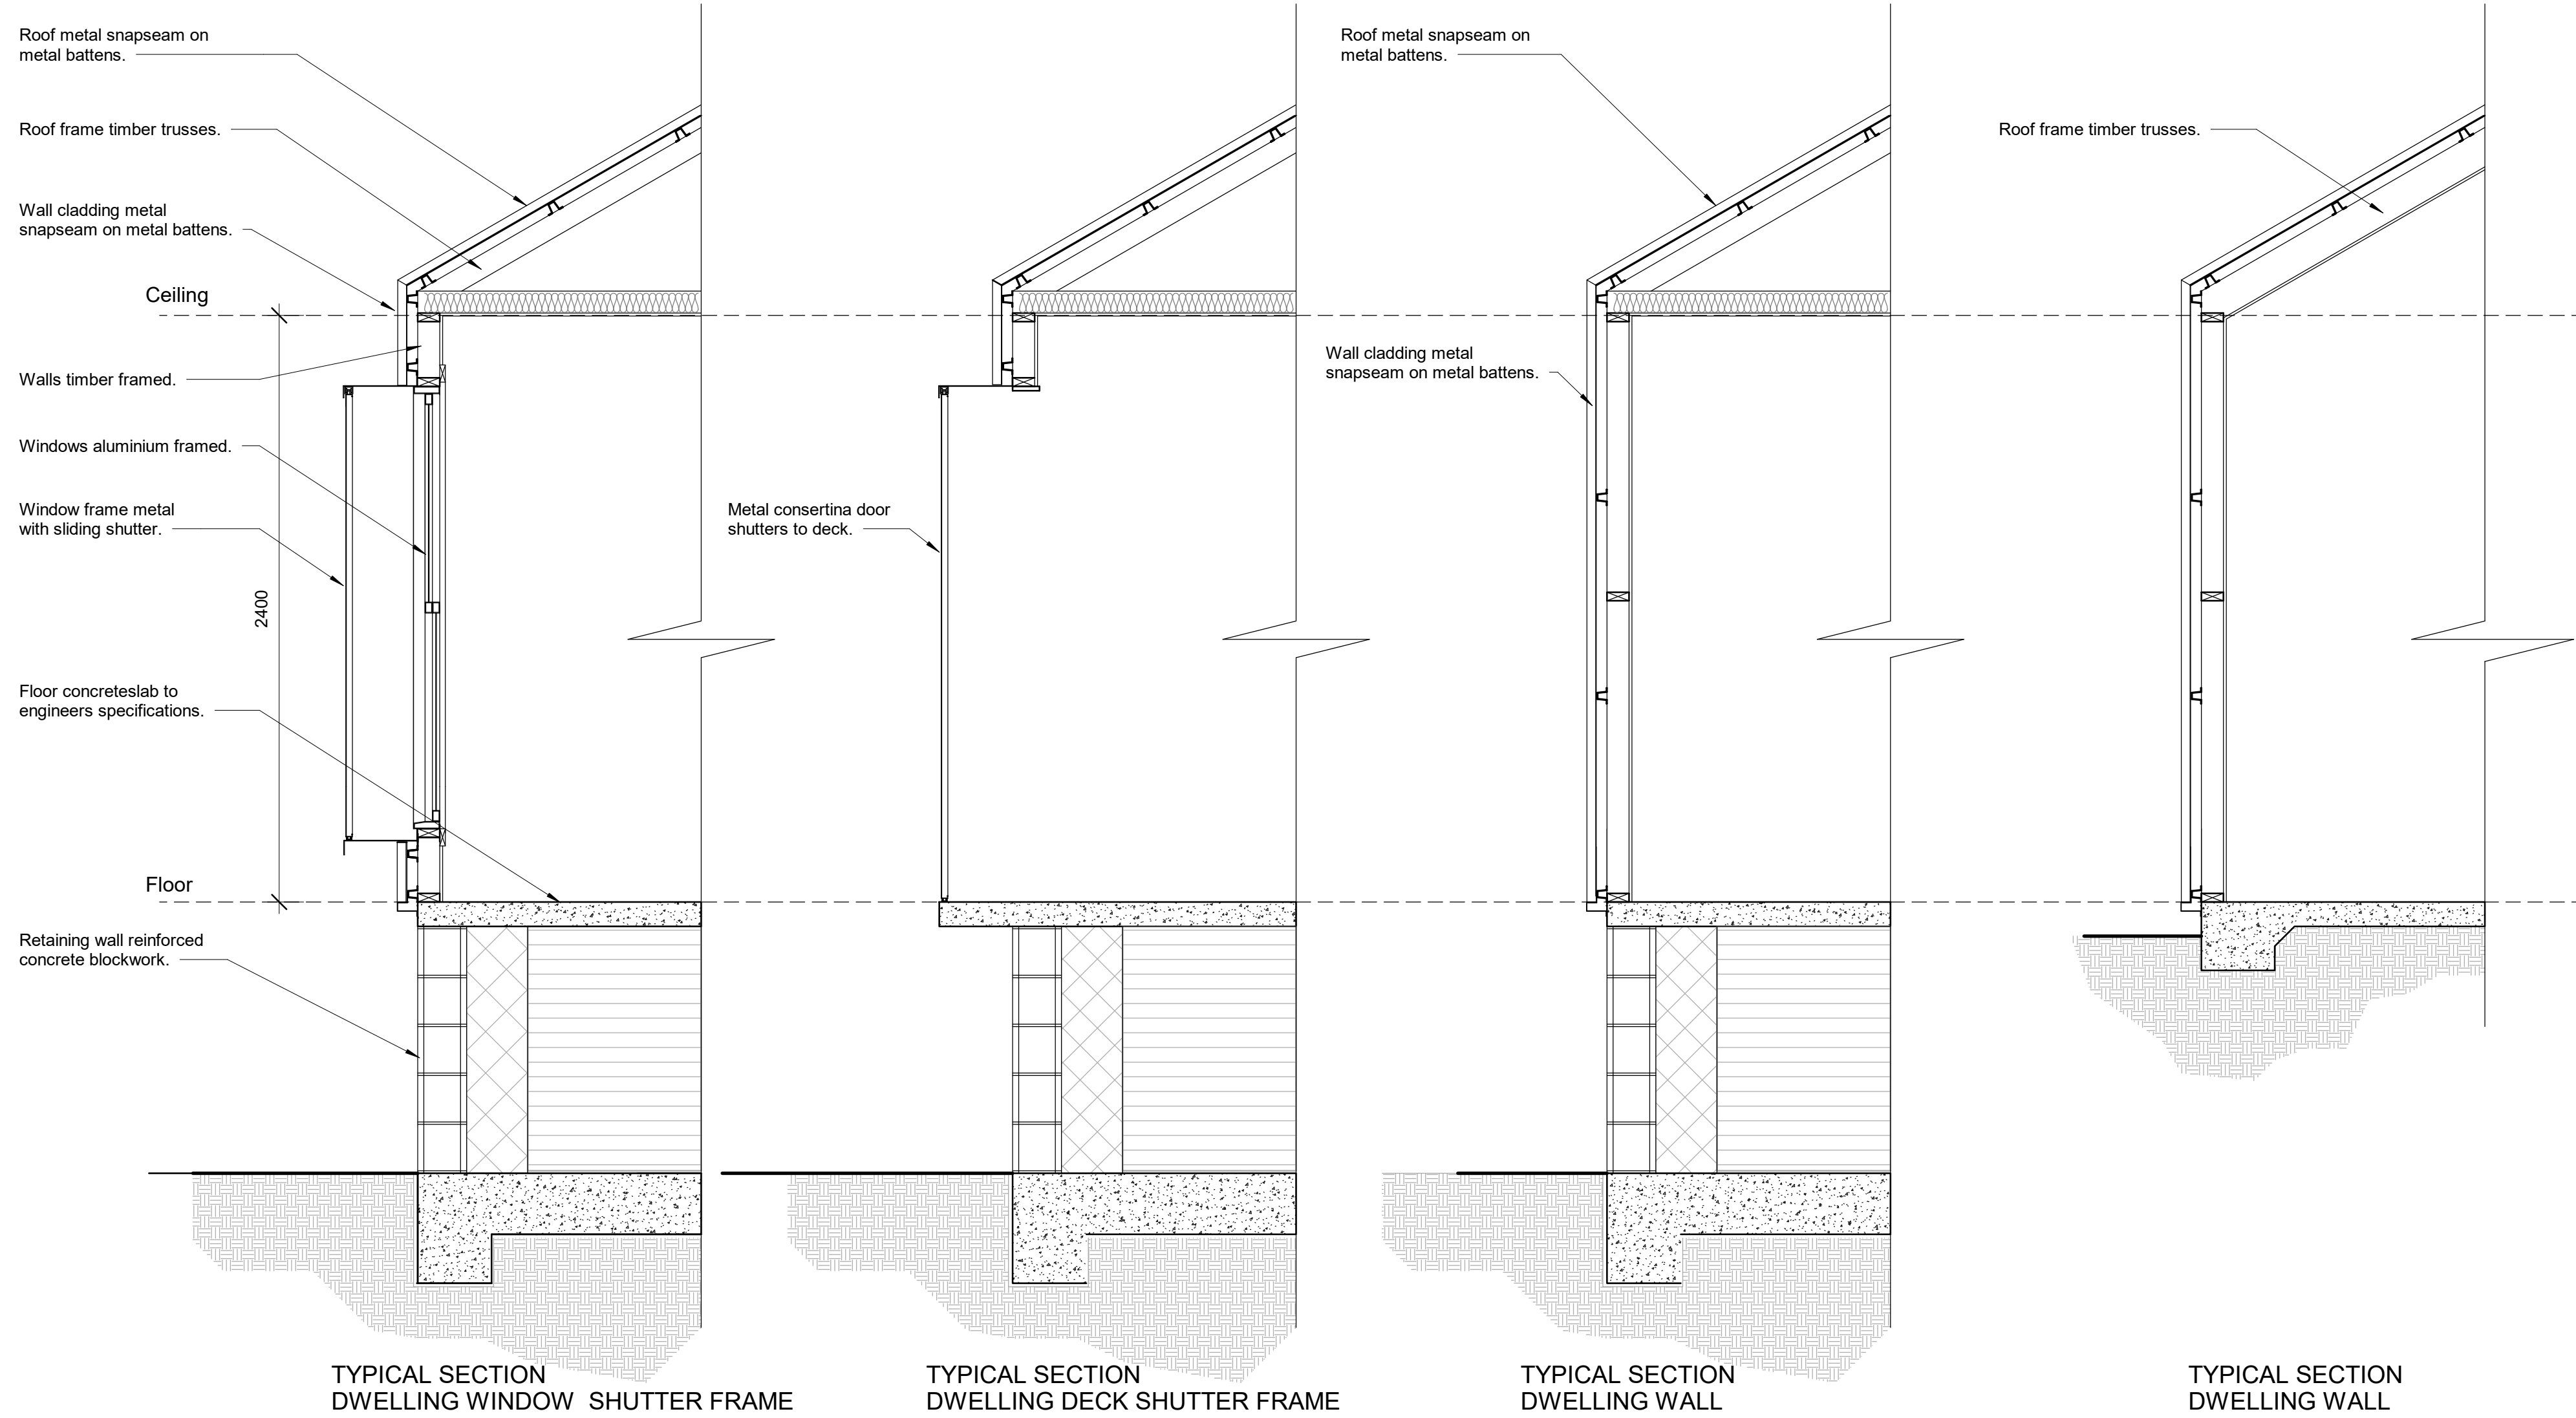 Roof metal snapseam on
metal battens.
Roof frame timber trusses.
Wall cladding metal
snapseam on metal battens.
Ceiling
Walls timber framed.
Windows aluminium framed.
Window frame metal
with sliding shutter.
2400
Floor concreteslab to
engineers specifications.
Floor
Retaining wall reinforced
concrete blockwork.
TYPICAL SECTION
DWELLING WINDOW  SHUTTER FRAME
Metal consertina door
shutters to deck.
TYPICAL SECTION
DWELLING DECK SHUTTER FRAME
Roof metal snapseam on
metal battens.
Wall cladding metal
snapseam on metal battens.
TYPICAL SECTION
DWELLING WALL
Roof frame timber trusses.
TYPICAL SECTION
DWELLING WALL